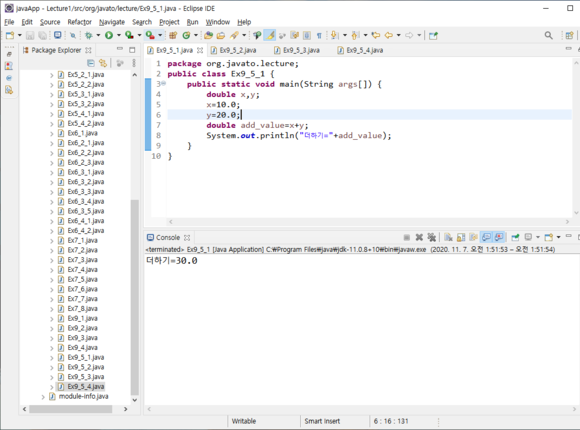 javaApp - Lecture1/src/org/javato/lecture/Ex9_5_1.java - Eclipse IDE
File Edit Source Refactor Navigate Search Project Run Window Help
Package Explorer
Ex5_2_1.java
Ex5_2_2.java
Ex5_3_1.java
Ex5_3_2.java
Ex5_4_1.java
Ex5_4_2.java
Ex6_1.java
Ex6_2_1.java
Ex6_2_2.java
Ex6_3_1.java
Ex6_3_2.java
Ex6_3_3.java
Ex6_3_4.java
Ex6_3_5.java
Ex6_4_1.java
Ex6_4_2.java
Ex7_1.java
Ex7_2.java
Ex7_3.java
Ex7_4.java
Ex7_5.java
Ex7_6.java
Ex7_7.java
Ex7_8.java
Ex9_1.java
Ex9_2.java
Ex9_3.java
Ex9_4.java
Ex9_5_1.java
Ex9_5_2.java
Ex9_5_3.java
Ex9_5_4.java
module-info.java
Ex9_5_1.java Ex9_5_2.java Ex9_5_3.java Ex9_5_4.java
1 package org.javato.lecture;
2 public class Ex9_5_1 {
3 public static void main(String args[]) {
4 double x,y;
5 x=10.0;
6 y=20.0;
7 double add_value=x+y;
8 System.out.println("더하기="+add_value);
9 }
10 }
Console
<terminated> Ex9_5_1 [Java Application] C:₩Program Files₩java₩jdk-11.0.8+10₩bin₩javaw.exe (2020. 11. 7. 오전 1:51:53 – 오전 1:51:54)
더하기=30.0
Writable Smart Insert 6 : 16 : 131